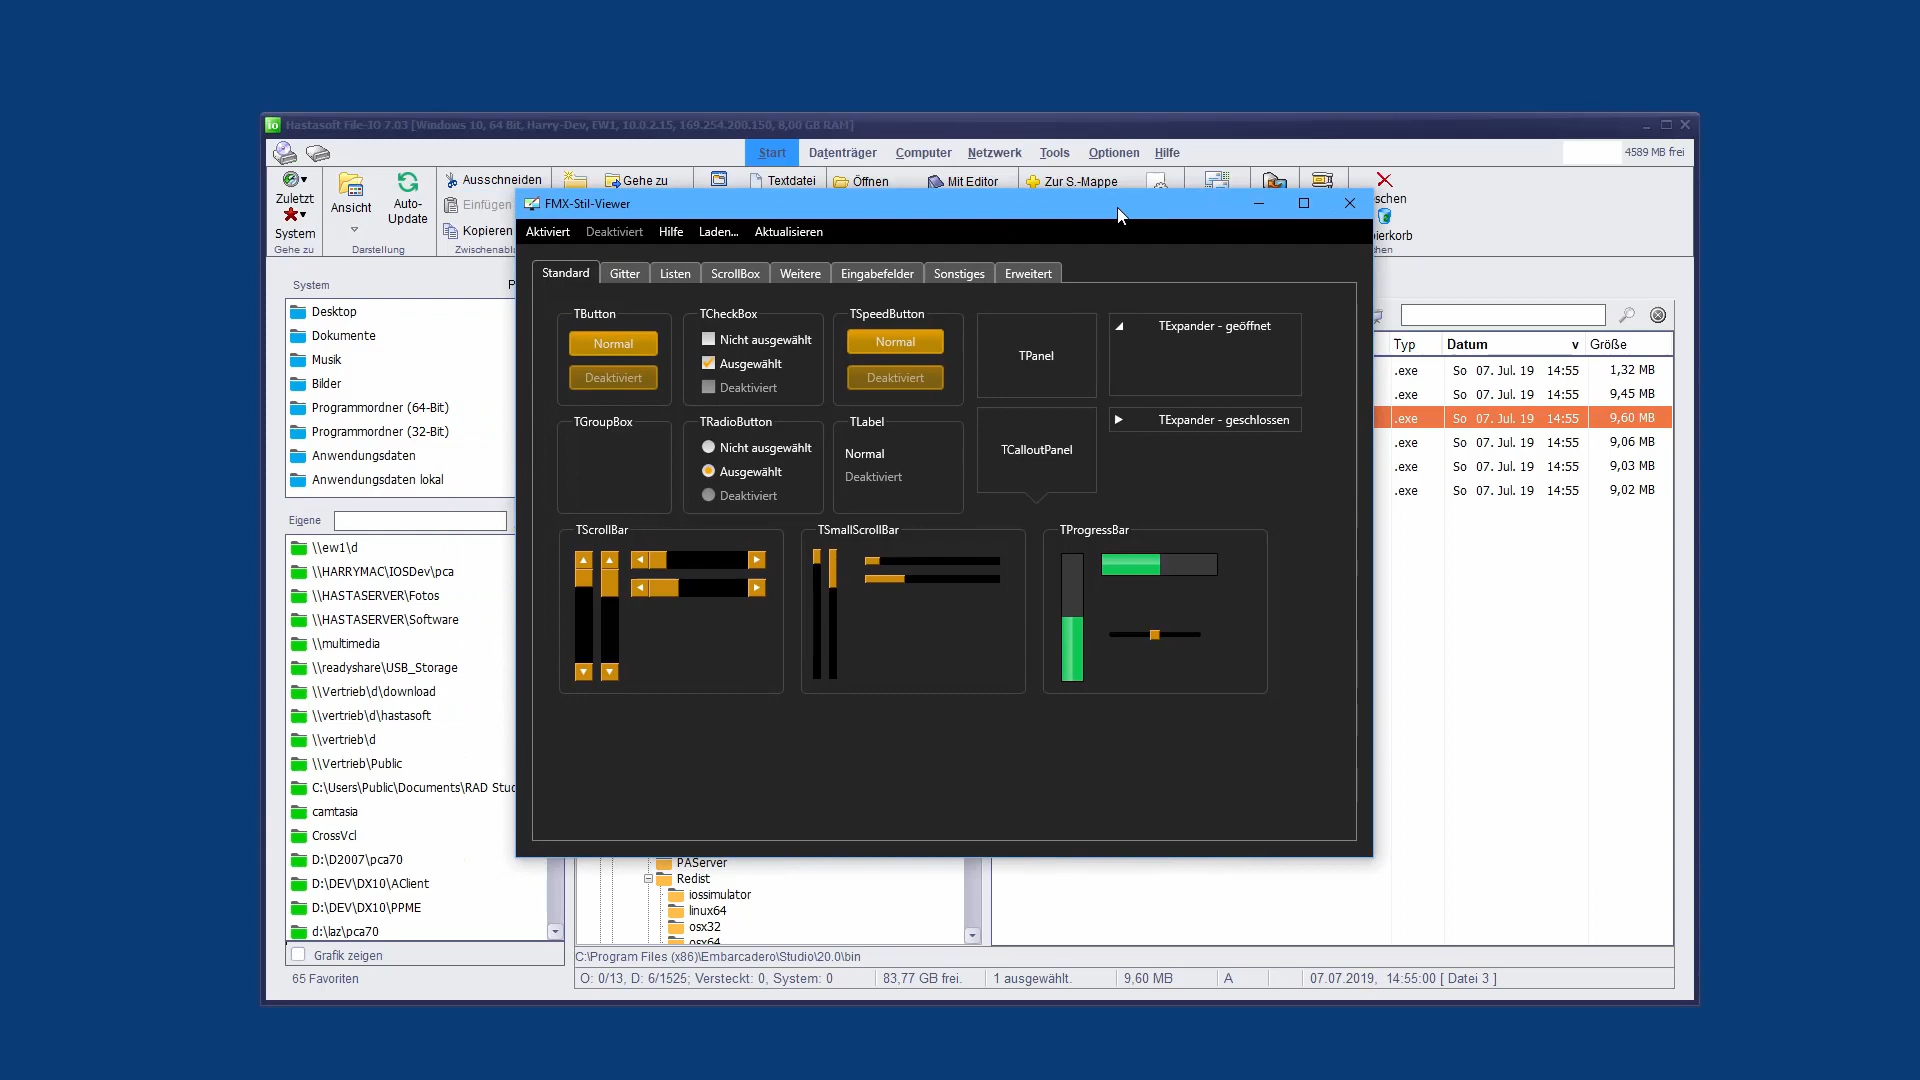 Hastasoft File-IO 7.03 [Windows 10, 64 Bit, Harry-Dev, EW1, 10.0.2.15, 169.254.200.150, 8,00 GB RAM]
Start Datenträger Computer Netzwerk Tools Optionen Hilfe 4589 MB frei
Zuletzt
System
Gehe zu
Ansicht
Auto-
Update
Darstellung
Ausschneiden
Einfügen
Kopieren
Gehe zu
Textdatei
Öffnen
Mit Editor
Zur S.-Mappe
FMX-Stil-Viewer
Aktiviert Deaktiviert Hilfe Laden... Aktualisieren
Standard Gitter Listen ScrollBox Weitere Eingabefelder Sonstiges Erweitert
TButton
Normal
Deaktiviert
TCheckBox
Nicht ausgewählt
Ausgewählt
Deaktiviert
TSpeedButton
Normal
Deaktiviert
TPanel
TExpander - geöffnet
TGroupBox
TRadioButton
Nicht ausgewählt
Ausgewählt
Deaktiviert
TLabel
Normal
Deaktiviert
TCalloutPanel
TExpander - geschlossen
TScrollBar
TSmallScrollBar
TProgressBar
System
Desktop
Dokumente
Musik
Bilder
Programmordner (64-Bit)
Programmordner (32-Bit)
Anwendungsdaten
Anwendungsdaten lokal
Eigene
\\ew1\d
\\HARRYMAC\IOSDev\pca
\\HASTASERVER\Fotos
\\HASTASERVER\Software
\\multimedia
\\readyshare\USB_Storage
\\Vertrieb\d\download
\\vertrieb\d\hastasoft
\\vertrieb\d
\\Vertrieb\Public
C:\Users\Public\Documents\RAD Stud
camtasia
CrossVcl
D:\D2007\pca70
D:\DEV\DX10\AClient
D:\DEV\DX10\PPME
d:\laz\pca70
Grafik zeigen
65 Favoriten
PAServer
Redist
iossimulator
linux64
osx32
osx64
Typ Datum v Größe
.exe So 07. Jul. 19 14:55 1,32 MB
.exe So 07. Jul. 19 14:55 9,45 MB
.exe So 07. Jul. 19 14:55 9,60 MB
.exe So 07. Jul. 19 14:55 9,06 MB
.exe So 07. Jul. 19 14:55 9,03 MB
.exe So 07. Jul. 19 14:55 9,02 MB
C:\Program Files (x86)\Embarcadero\Studio\20.0\bin
O: 0/13, D: 6/1525; Versteckt: 0, System: 0 83,77 GB frei. 1 ausgewählt. 9,60 MB A 07.07.2019, 14:55:00 [ Datei 3 ]